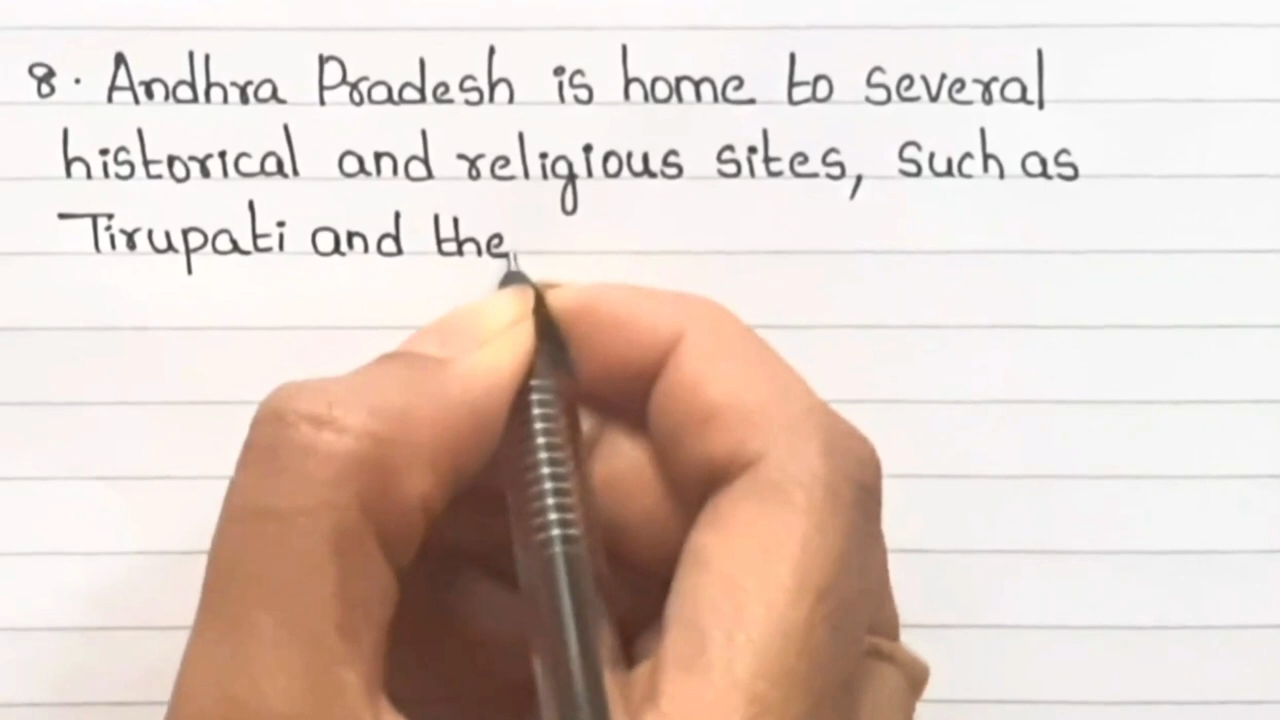 8. Andhra Pradesh is home to several
historical and religious sites, such as
Tirupati and the